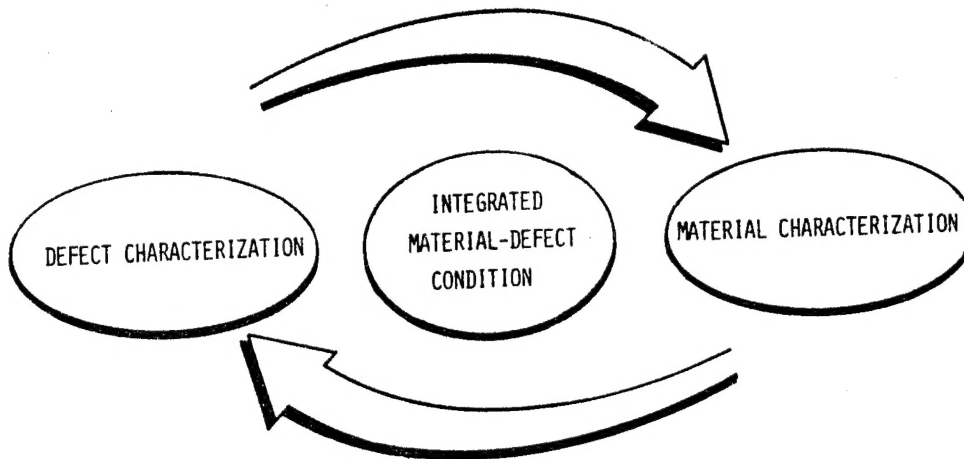 DEFECT CHARACTERIZATION
INTEGRATED
MATERIAL-DEFECT
CONDITION
MATERIAL CHARACTERIZATION